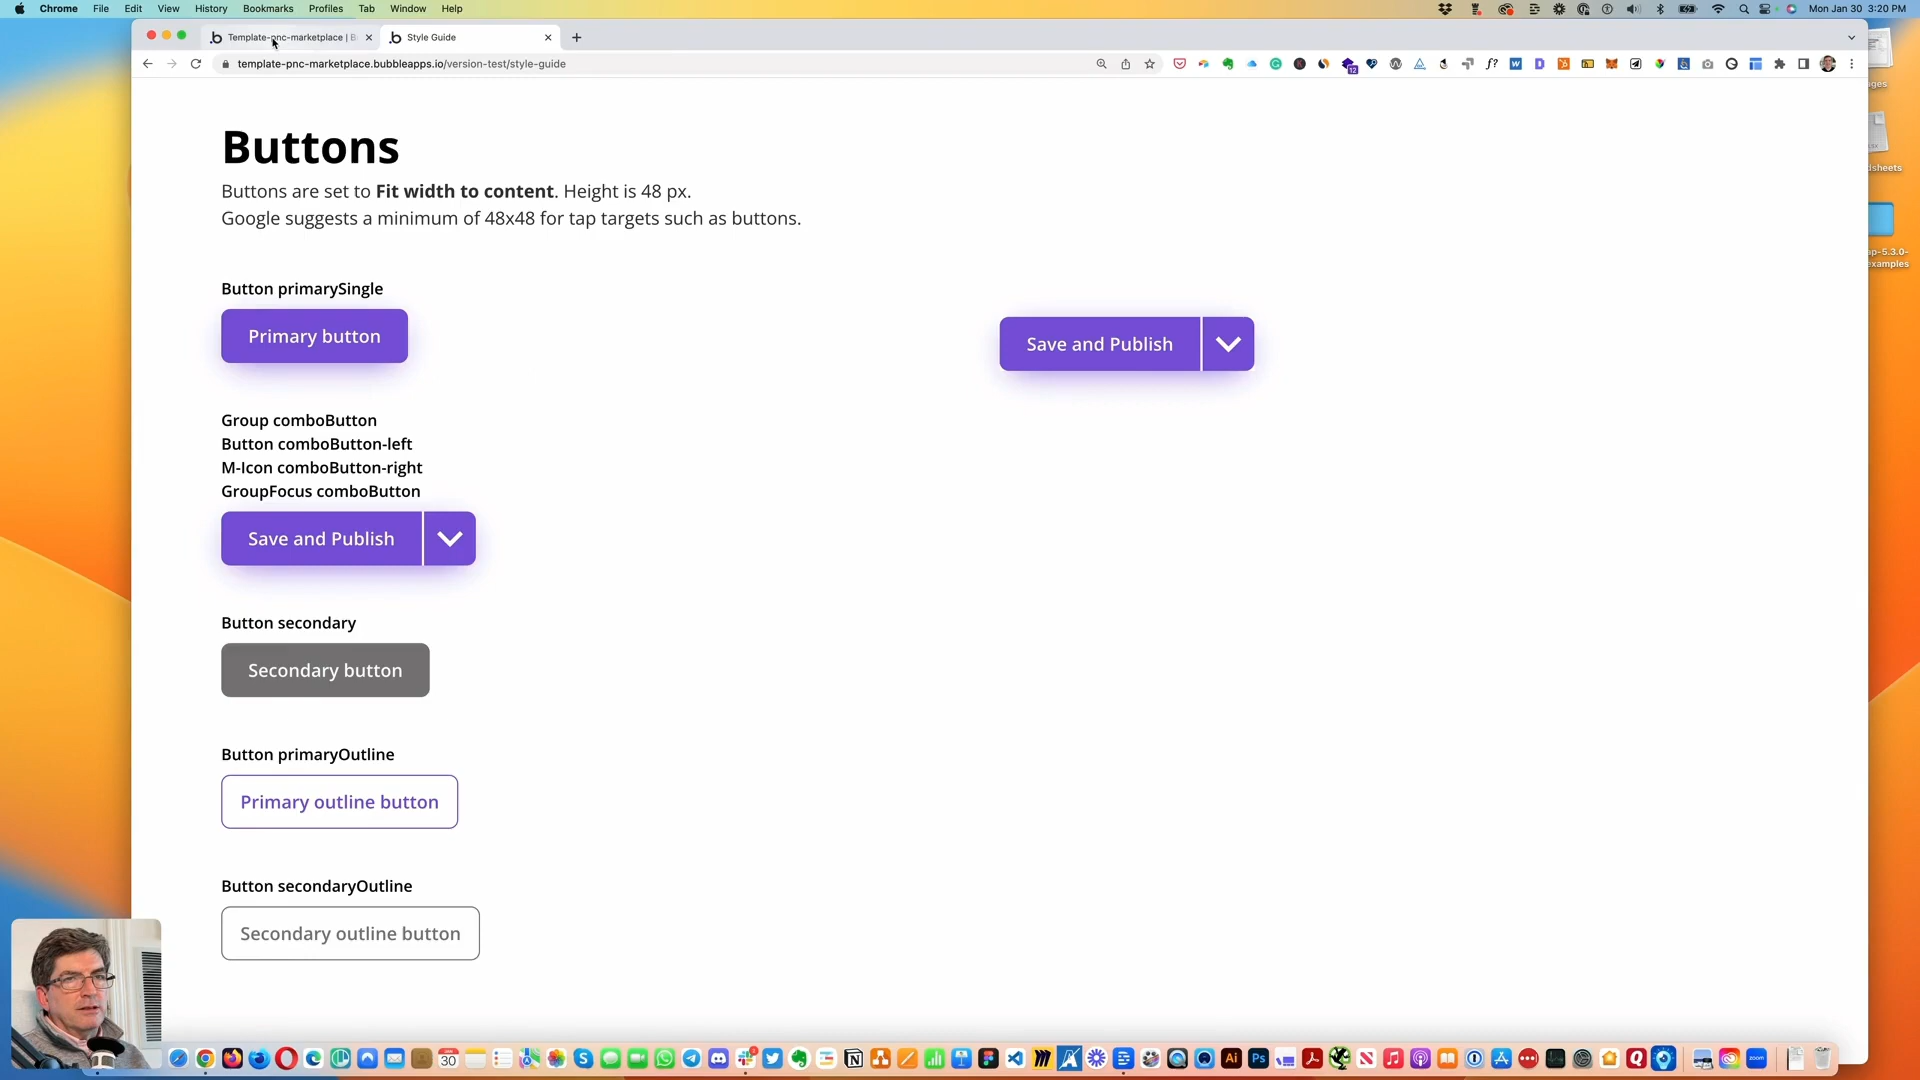 Chrome File Edit View History Bookmarks Profiles Tab Window Help
Mon Jan 30 3:20 PM
Template-pnc-marketplace | B
Style Guide
template-pnc-marketplace.bubbleapps.io/version-test/style-guide
Buttons
Buttons are set to Fit width to content. Height is 48 px.
Google suggests a minimum of 48x48 for tap targets such as buttons.
Button primarySingle
Primary button
Save and Publish
Group comboButton
Button comboButton-left
M-Icon comboButton-right
GroupFocus comboButton
Save and Publish
Button secondary
Secondary button
Button primaryOutline
Primary outline button
Button secondaryOutline
Secondary outline button